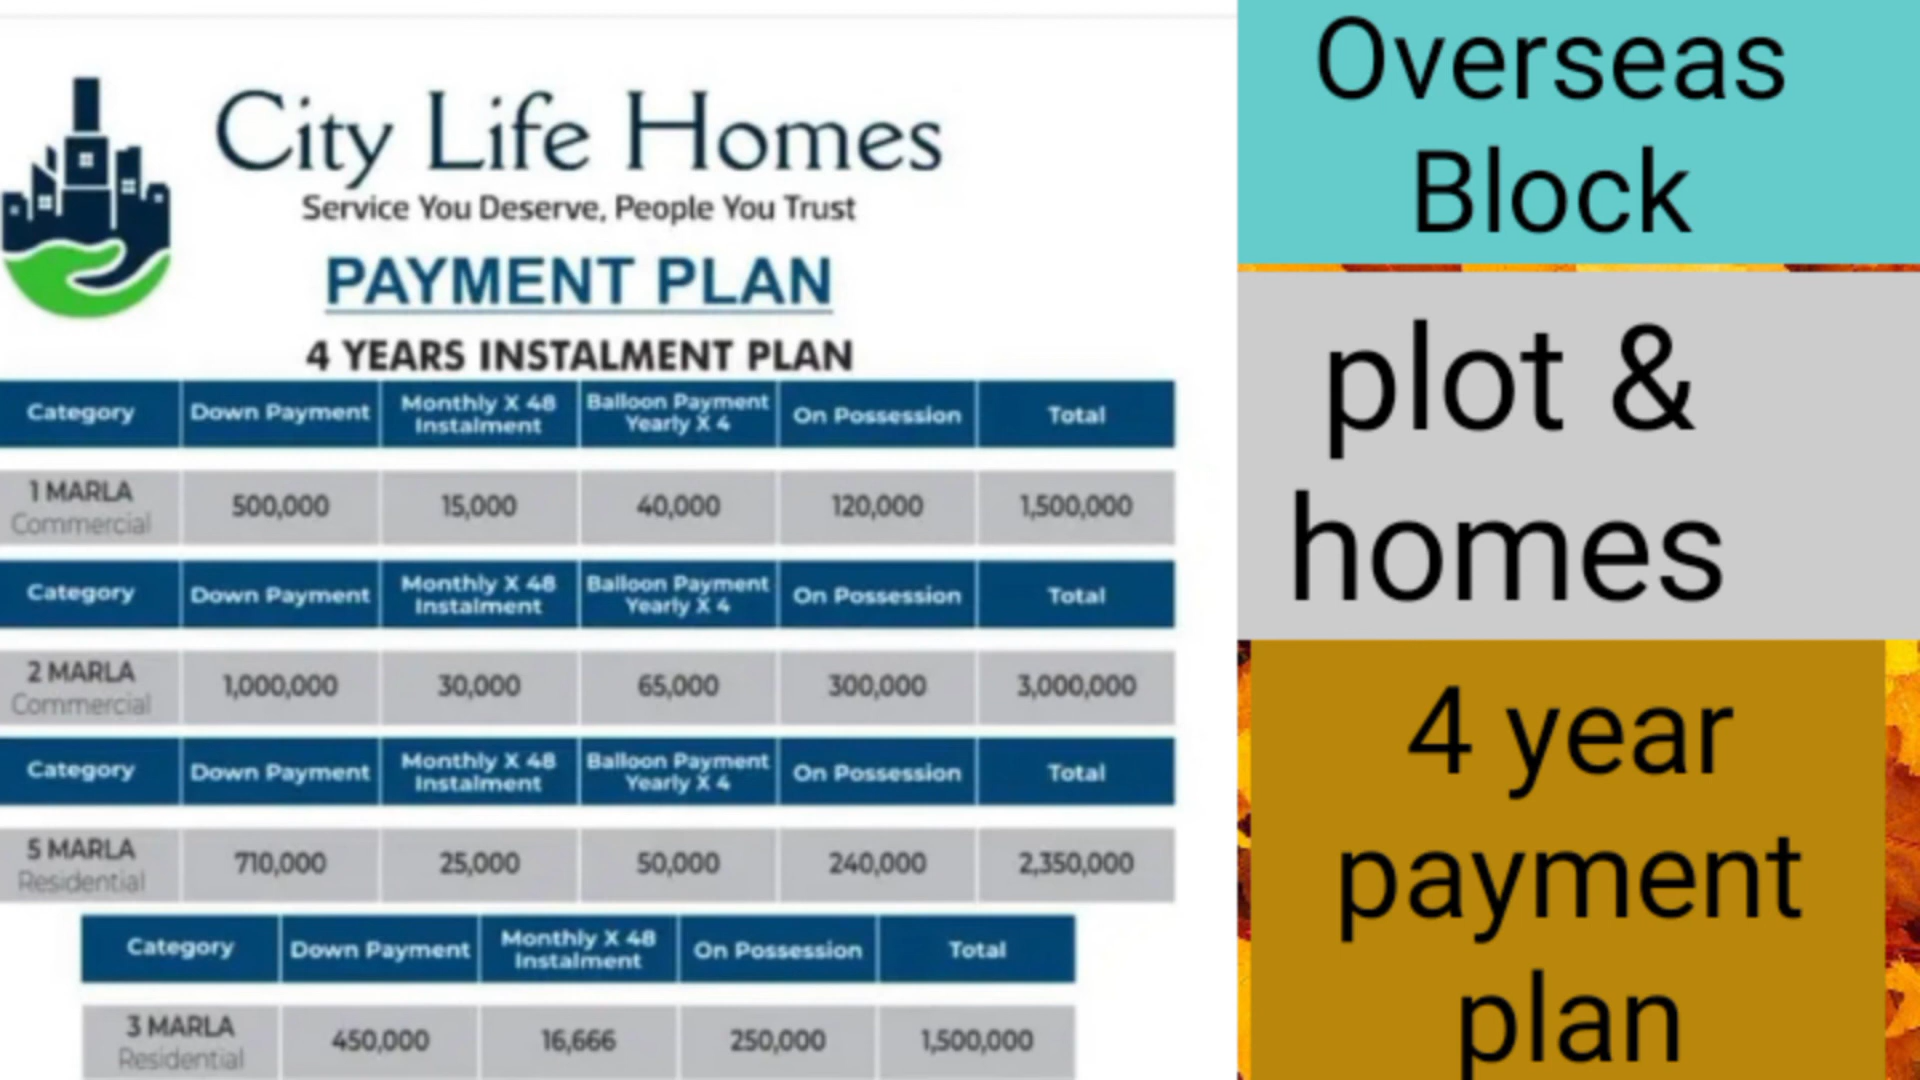 City Life Homes
Service You Deserve, People You Trust
PAYMENT PLAN
4 YEARS INSTALMENT PLAN
Category Down Payment Monthly X 48 Instalment Balloon Payment Yearly X 4 On Possession Total
1 MARLA Commercial 500,000 15,000 40,000 120,000 1,500,000
Category Down Payment Monthly X 48 Instalment Balloon Payment Yearly X 4 On Possession Total
2 MARLA Commercial 1,000,000 30,000 65,000 300,000 3,000,000
Category Down Payment Monthly X 48 Instalment Balloon Payment Yearly X 4 On Possession Total
5 MARLA Residential 710,000 25,000 50,000 240,000 2,350,000
Category Down Payment Monthly X 48 Instalment On Possession Total
3 MARLA Residential 450,000 16,666 250,000 1,500,000
Overseas
Block
plot &
homes
4 year
payment
plan